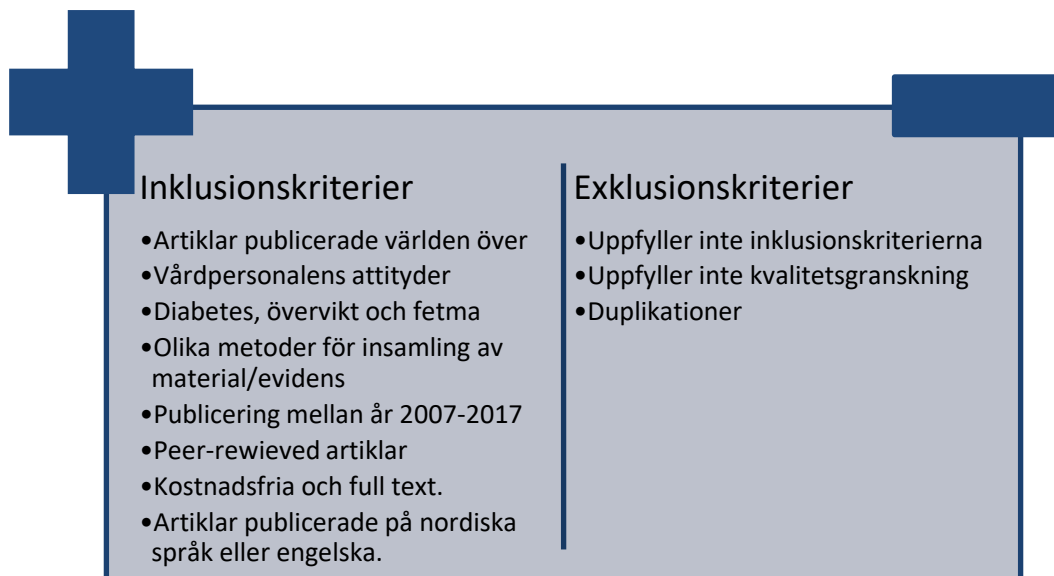 Inklusionskriterier
•Artiklar publicerade världen över
•Vårdpersonalens attityder
•Diabetes, övervikt och fetma
•Olika metoder för insamling av
material/evidens
•Publicering mellan år 2007-2017
•Peer-rewieved artiklar
•Kostnadsfria och full text.
•Artiklar publicerade på nordiska
språk eller engelska.
Exklusionskriterier
•Uppfyller inte inklusionskriterierna
•Uppfyller inte kvalitetsgranskning
•Duplikationer